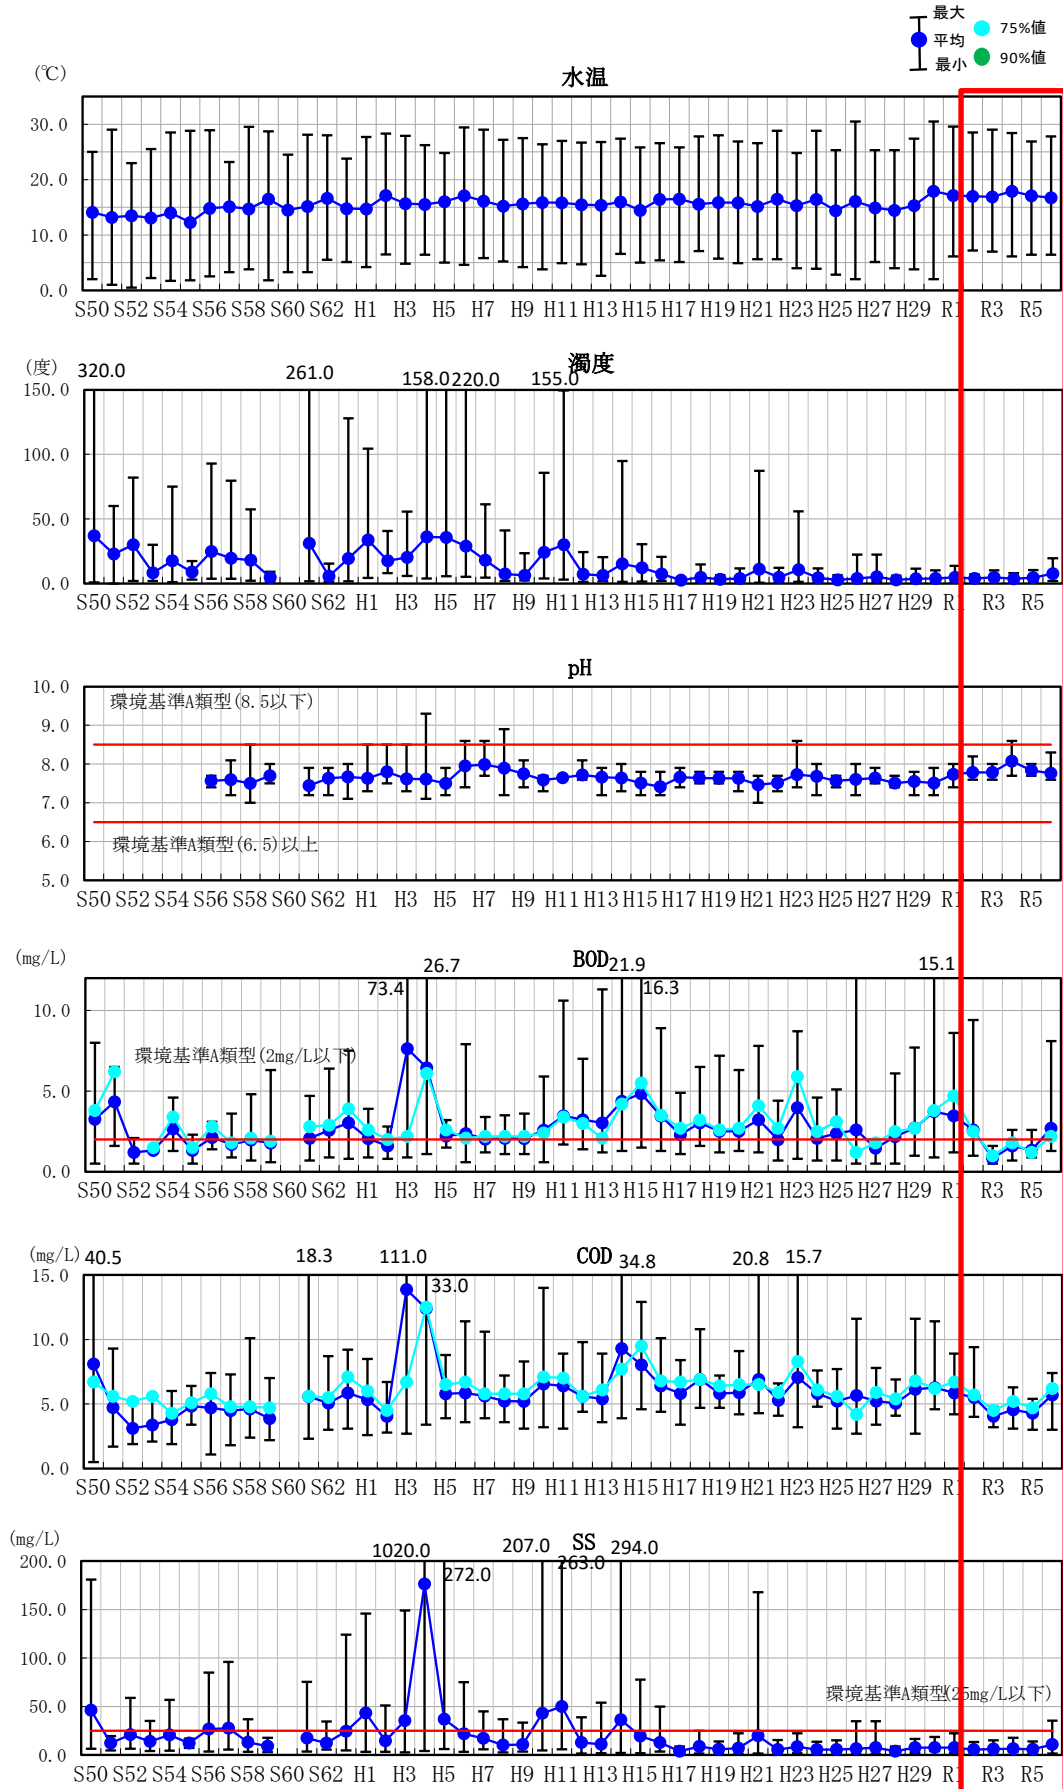 最大
平均
最小
75%値
90%値
(℃)
水温
30.0
20.0
10.0
0.0
S50 S52 S54 S56 S58 S60 S62 H1 H3 H5 H7 H9 H11 H13 H15 H17 H19 H21 H23 H25 H27 H29 R1 R3 R5
(度)
濁度
320.0 261.0 158.0 220.0 155.0
150.0
100.0
50.0
0.0
S50 S52 S54 S56 S58 S60 S62 H1 H3 H5 H7 H9 H11 H13 H15 H17 H19 H21 H23 H25 H27 H29 R1 R3 R5
pH
10.0
環境基準A類型(8.5以下)
9.0
8.0
7.0
環境基準A類型(6.5)以上
6.0
5.0
S50 S52 S54 S56 S58 S60 S62 H1 H3 H5 H7 H9 H11 H13 H15 H17 H19 H21 H23 H25 H27 H29 R1 R3 R5
(mg/L)
BOD
73.4 26.7 21.9 16.3 15.1
10.0
環境基準A類型(2mg/L以下)
5.0
0.0
S50 S52 S54 S56 S58 S60 S62 H1 H3 H5 H7 H9 H11 H13 H15 H17 H19 H21 H23 H25 H27 H29 R1 R3 R5
(mg/L)
COD
40.5 18.3 111.0 33.0 34.8 20.8 15.7
15.0
10.0
5.0
0.0
S50 S52 S54 S56 S58 S60 S62 H1 H3 H5 H7 H9 H11 H13 H15 H17 H19 H21 H23 H25 H27 H29 R1 R3 R5
(mg/L)
SS
1020.0 272.0 207.0 263.0 294.0
200.0
150.0
100.0
環境基準A類型(25mg/L以下)
50.0
0.0
S50 S52 S54 S56 S58 S60 S62 H1 H3 H5 H7 H9 H11 H13 H15 H17 H19 H21 H23 H25 H27 H29 R1 R3 R5